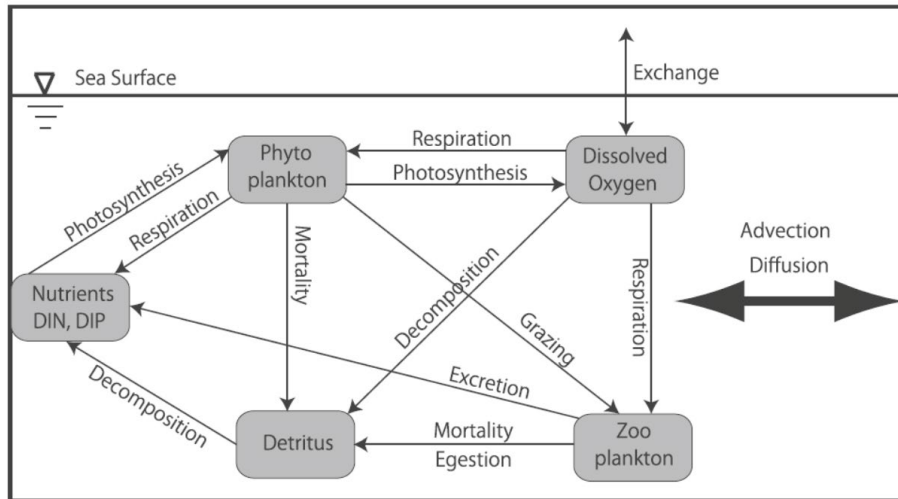 Sea Surface
Exchange
Phyto
plankton
Respiration
Photosynthesis
Dissolved
Oxygen
Photosynthesis
Respiration
Mortality
Decomposition
Grazing
Respiration
Advection
Diffusion
Nutrients
DIN, DIP
Decomposition
Excretion
Detritus
Mortality
Egestion
Zoo
plankton